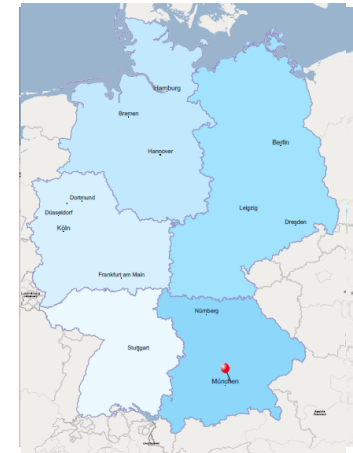 Hamburg
Bremen
Hannover
Berlin
Dortmund
Düsseldorf
Köln
Leipzig
Dresden
Frankfurt am Main
Nürnberg
Stuttgart
München